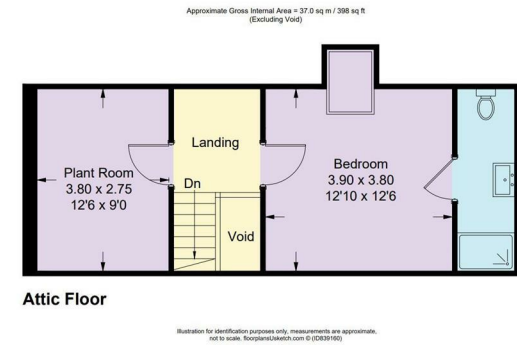 Approximate Gross Internal Area = 37.0 sq m / 398 sq ft
(Excluding Void)
Landing
Plant Room
3.80 x 2.75
12'6 x 9'0
Dn
Void
Bedroom
3.90 x 3.80
12'10 x 12'6
Attic Floor
Illustration for identification purposes only, measurements are approximate,
not to scale. floorplansUsketch.com © (ID839160)